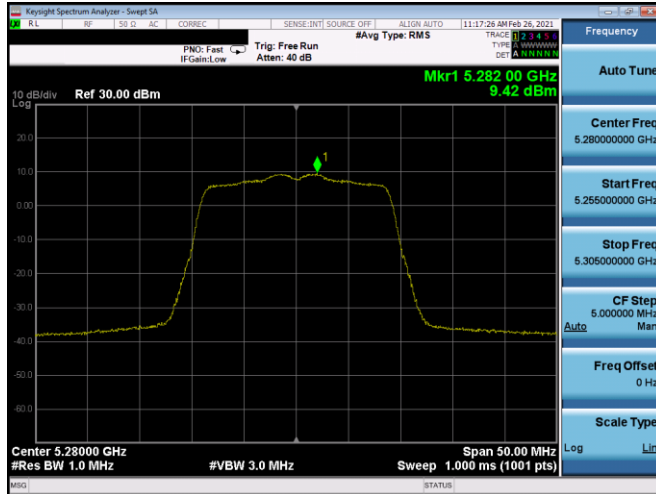 Keysight Spectrum Analyzer - Swept SA
RL RF 50 Ω AC CORREC SENSE:INT SOURCE OFF ALIGN AUTO 11:17:26 AM Feb 26, 2021
#Avg Type: RMS
TRACE 1 2 3 4 5 6
PNO: Fast Trig: Free Run TYPE A WWWWW
IFGain:Low Atten: 40 dB DET A N N N N N
Mkr1 5.282 00 GHz
9.42 dBm
10 dB/div Ref 30.00 dBm
Log
1
20.0
10.0
0.00
-10.0
-20.0
-30.0
-40.0
-50.0
-60.0
Center 5.28000 GHz Span 50.00 MHz
#Res BW 1.0 MHz #VBW 3.0 MHz Sweep 1.000 ms (1001 pts)
MSG STATUS
Frequency
Auto Tune
Center Freq
5.280000000 GHz
Start Freq
5.255000000 GHz
Stop Freq
5.305000000 GHz
CF Step
5.000000 MHz
Auto Man
Freq Offset
0 Hz
Scale Type
Log Lin